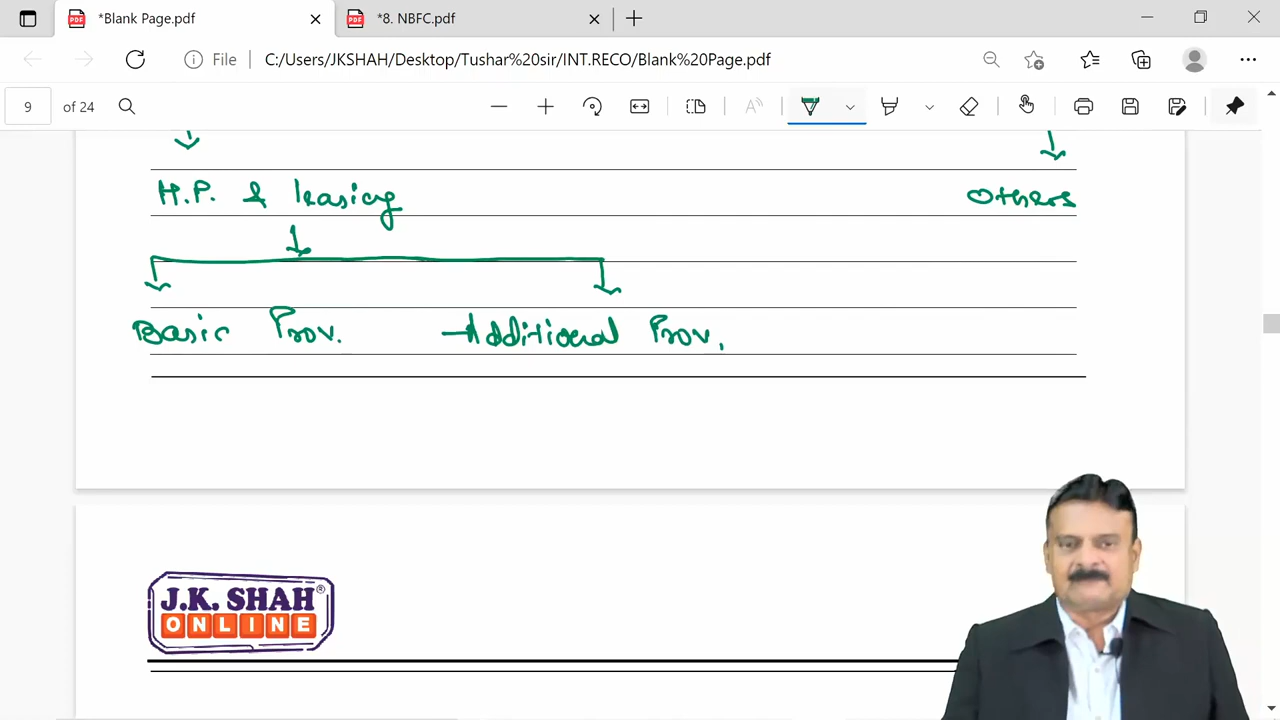 *Blank Page.pdf
*8. NBFC.pdf
File
C:/Users/JKSHAH/Desktop/Tushar%20sir/INT.RECO/Blank%20Page.pdf
9 of 24
H.P. & leasing
Others
Basic Prov.
Additional Prov.
J.K. SHAH®
ONLINE